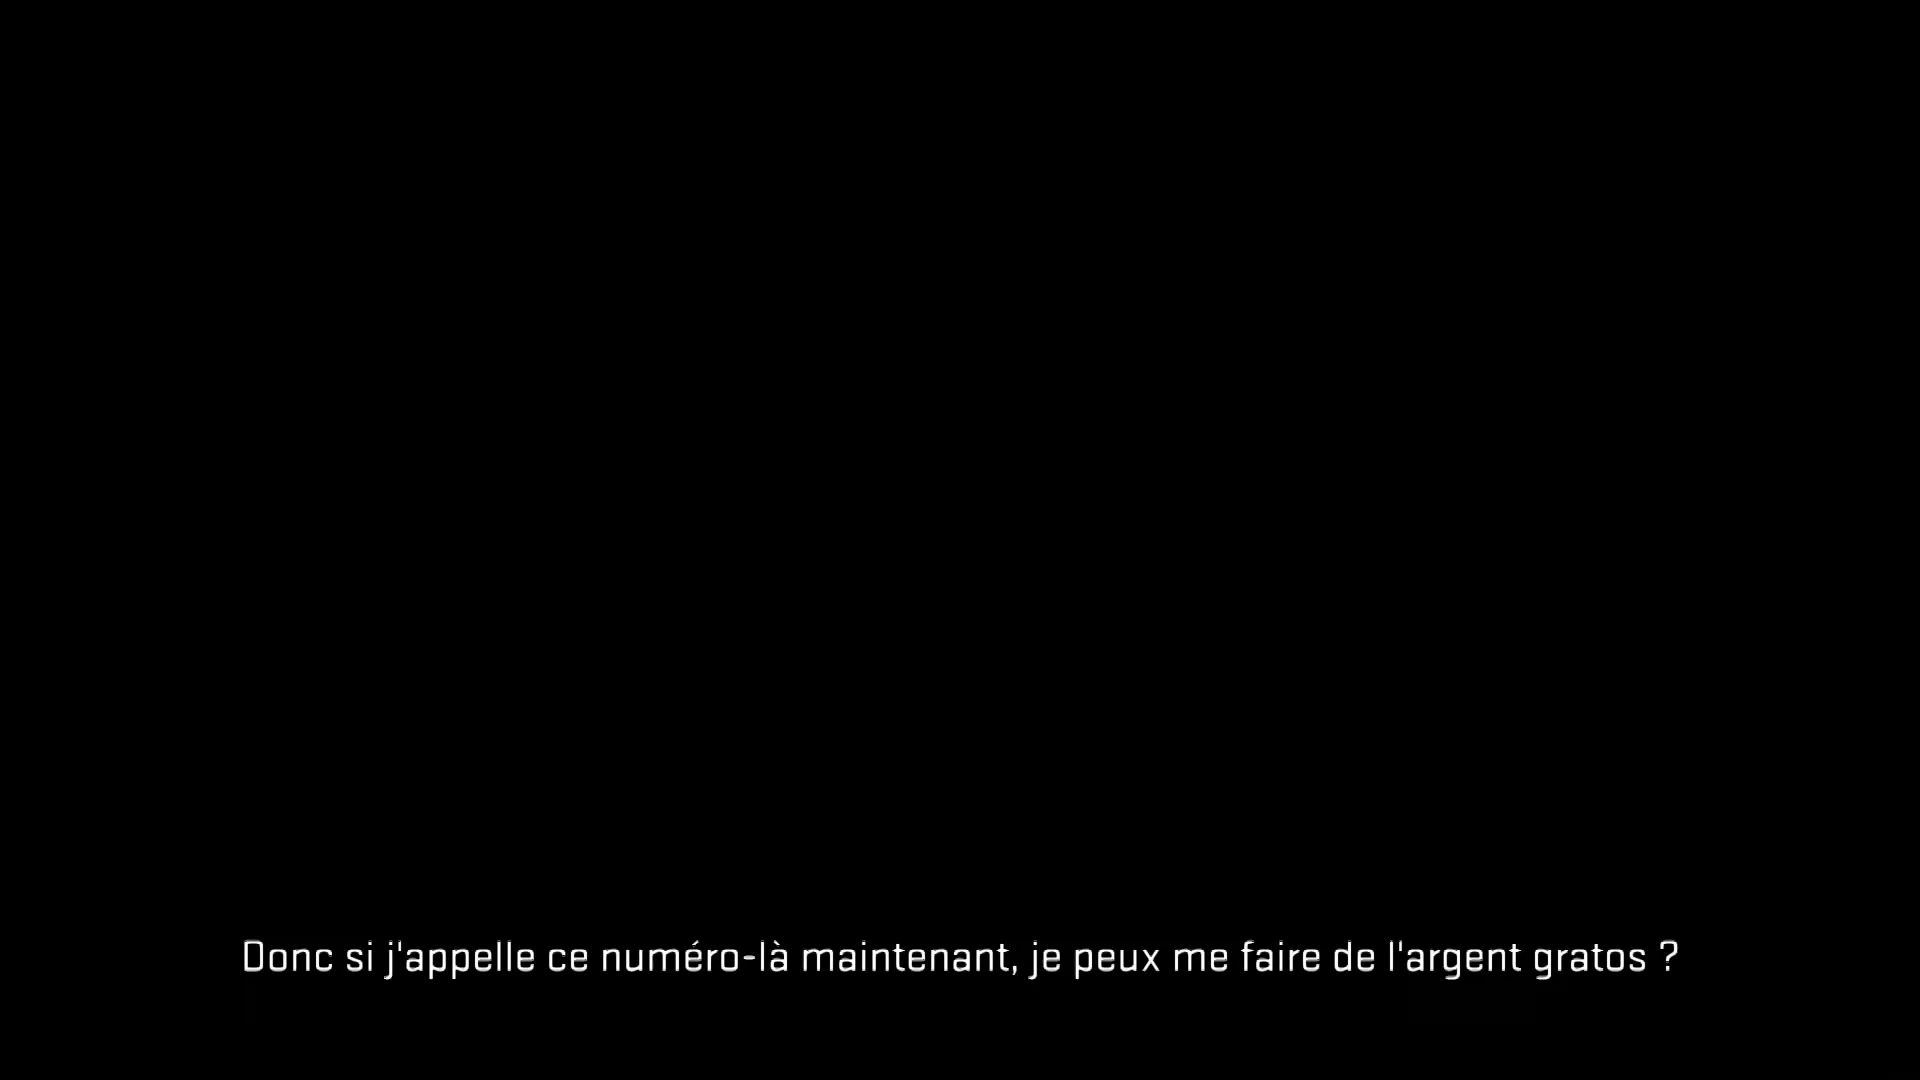 Donc si j'appelle ce numéro-là maintenant, je peux me faire de l'argent gratos ?